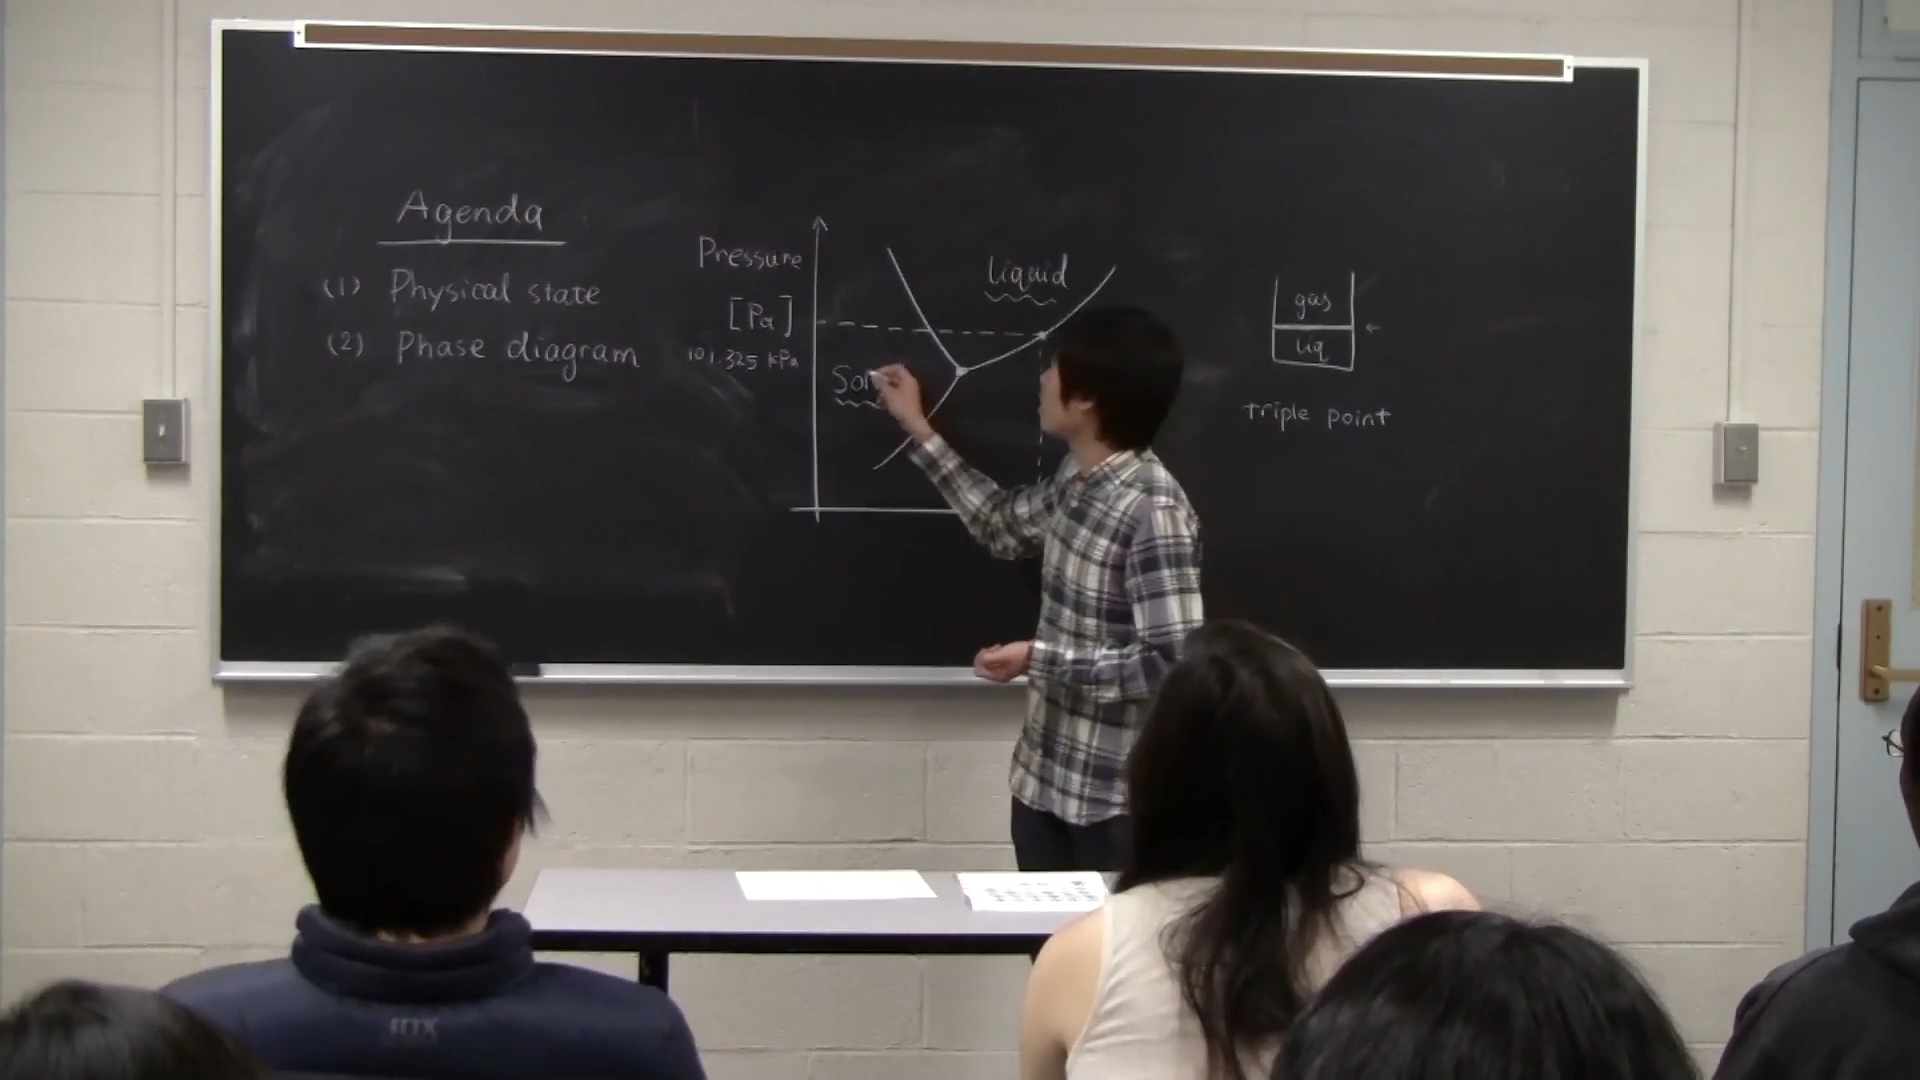 Agenda
(1) Physical state
(2) Phase diagram
Pressure
[Pa]
101.325 kPa
liquid
gas
liq
triple point